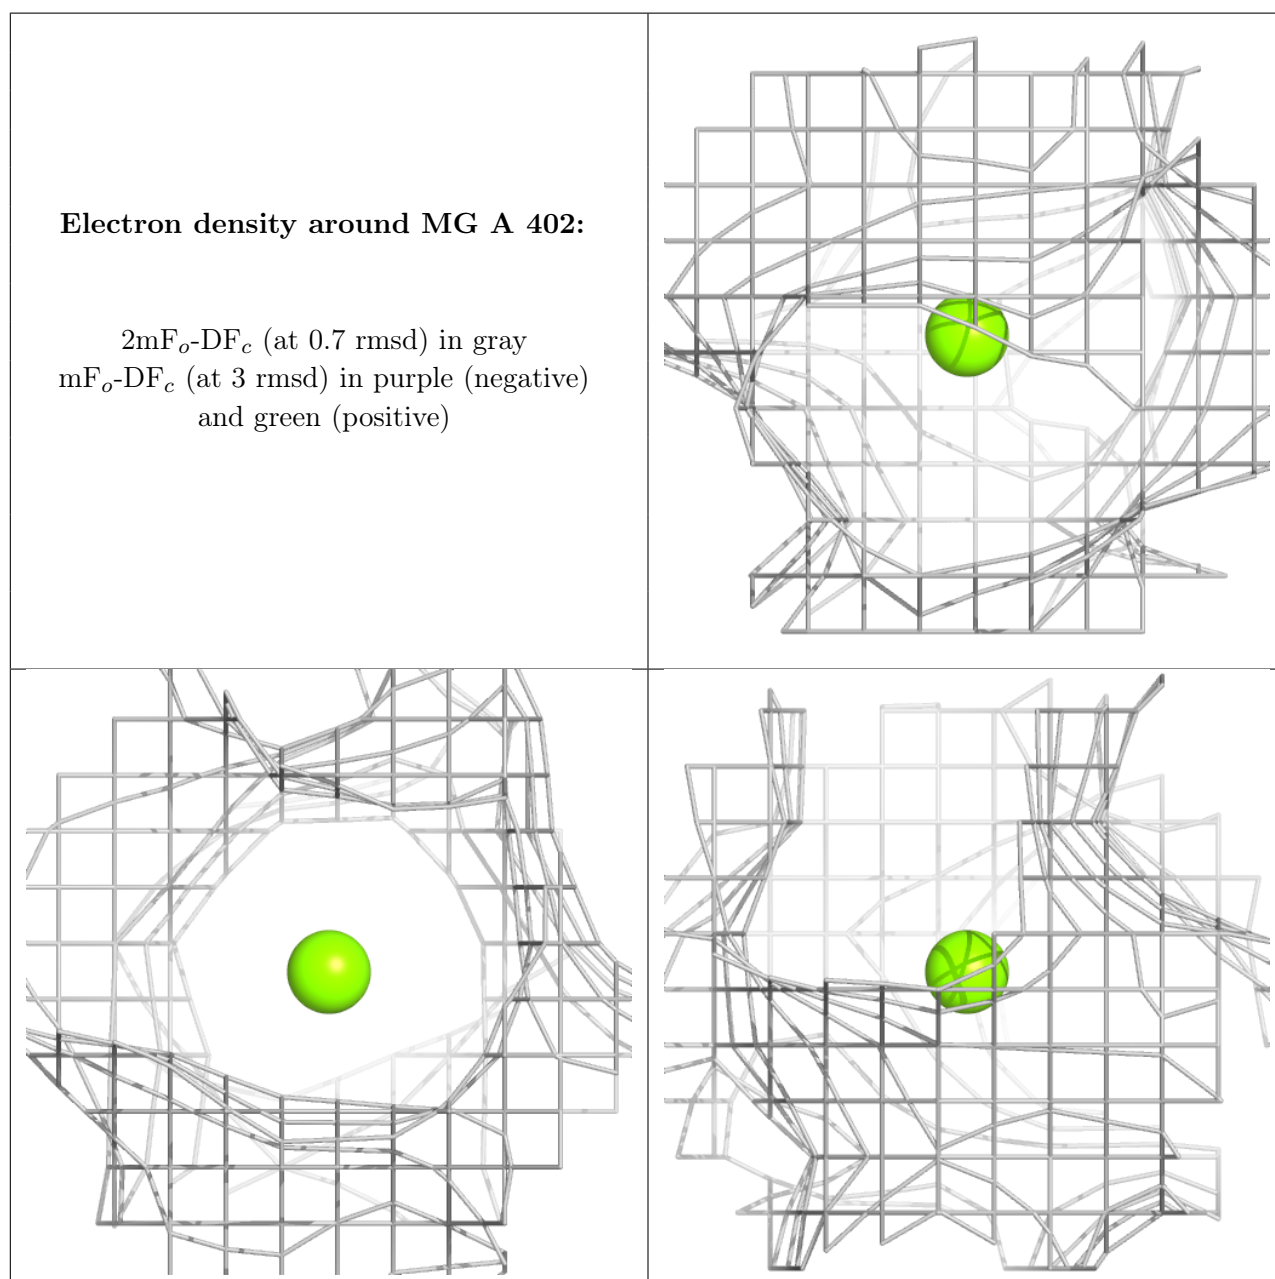 Electron density around MG A 402:
2mFo-DFc (at 0.7 rmsd) in gray
mFo-DFc (at 3 rmsd) in purple (negative)
and green (positive)